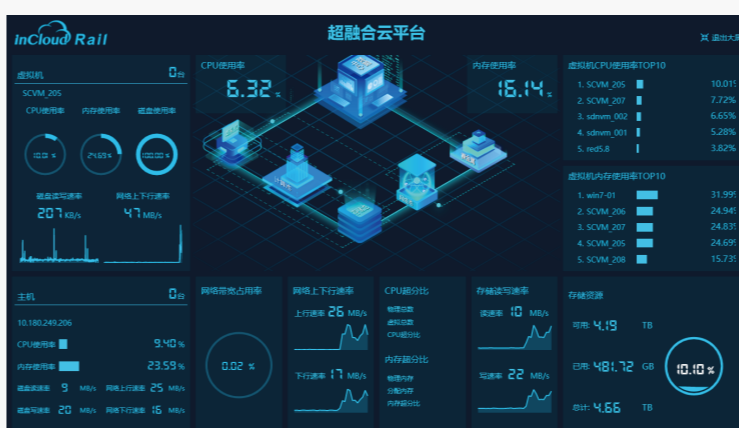 InCloud Rail
超融合云平台
退出大屏
虚拟机
0台
SCVM_205
CPU使用率 内存使用率 磁盘使用率
10.12 % 24.69 % 100.00 %
磁盘读写速率 网络上下行速率
207 KB/s 47 MB/s
CPU使用率
6.32 %
内存使用率
16.14 %
虚拟机CPU使用率TOP10
1. SCVM_205 10.01%
2. SCVM_207 7.72%
3. sdnvm_002 6.65%
4. sdnvm_001 5.28%
5. red5.8 3.82%
虚拟机内存使用率TOP10
1. win7-01 31.99%
2. SCVM_206 24.94%
3. SCVM_207 24.83%
4. SCVM_205 24.69%
5. SCVM_208 15.73%
主机
0台
10.180.249.206
CPU使用率 9.40 %
内存使用率 23.59 %
磁盘读速率 9 MB/s 网络上行速率 25 MB/s
磁盘写速率 20 MB/s 网络下行速率 16 MB/s
网络带宽占用率
0.02 %
网络上下行速率
上行速率 26 MB/s
下行速率 17 MB/s
CPU超分比
物理总数
虚拟总数
CPU超分比
内存超分比
物理内存
分配内存
内存超分比
存储读写速率
读速率 10 MB/s
写速率 22 MB/s
存储资源
可用: 4.19 TB
已用: 481.72 GB
总计: 4.66 TB
10.10 %